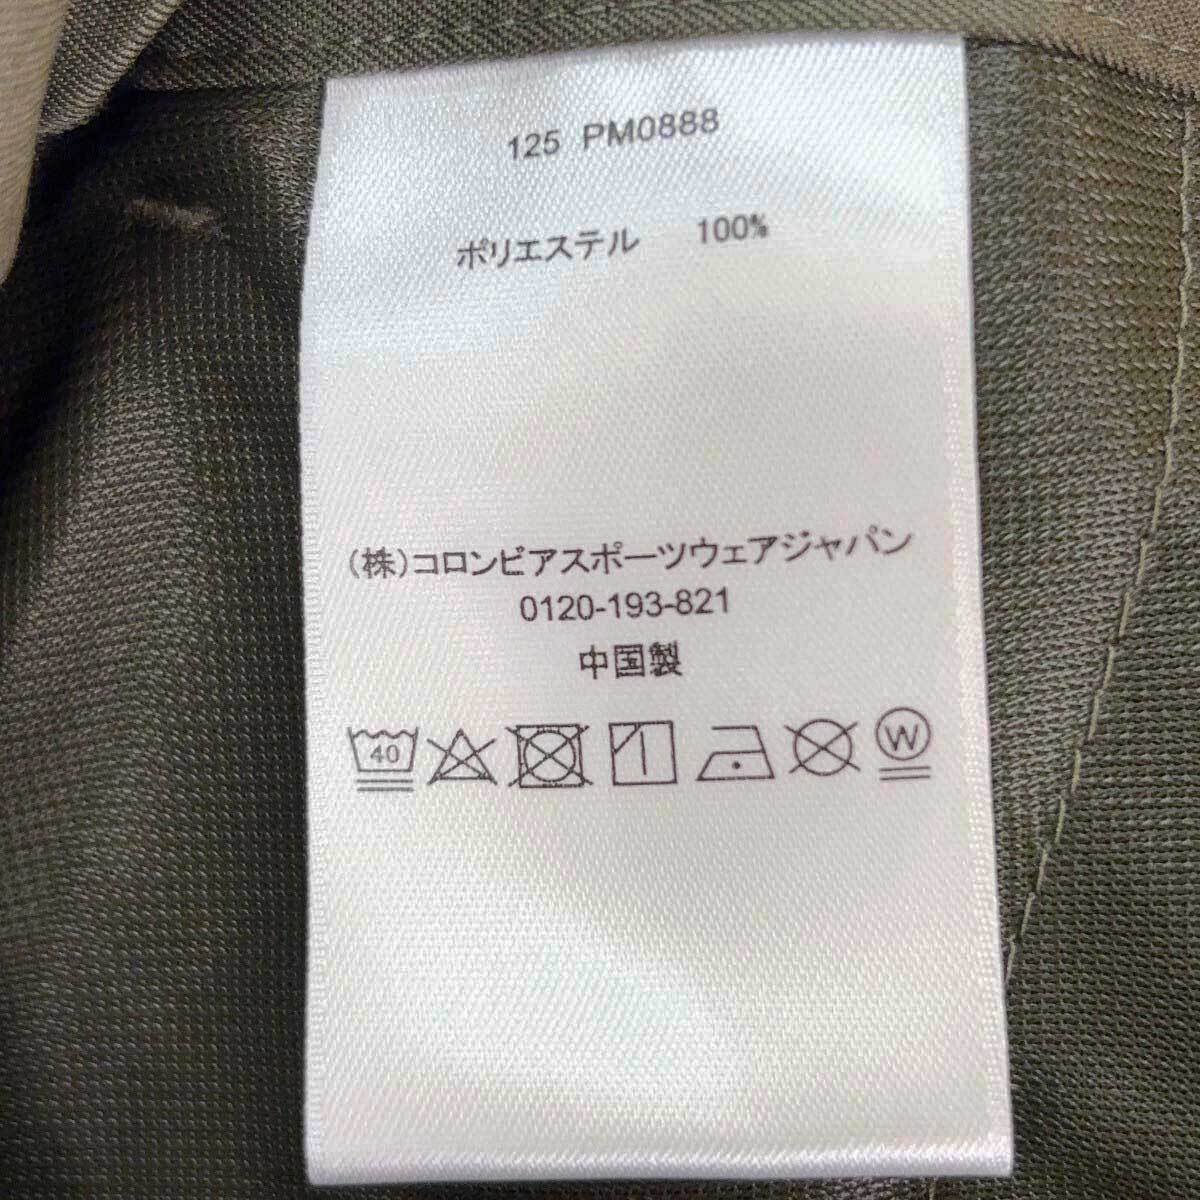 125 PM0888
ポリエステル 100%
(株)コロンビアスポーツウェアジャパン
0120-193-821
中国製
40
W